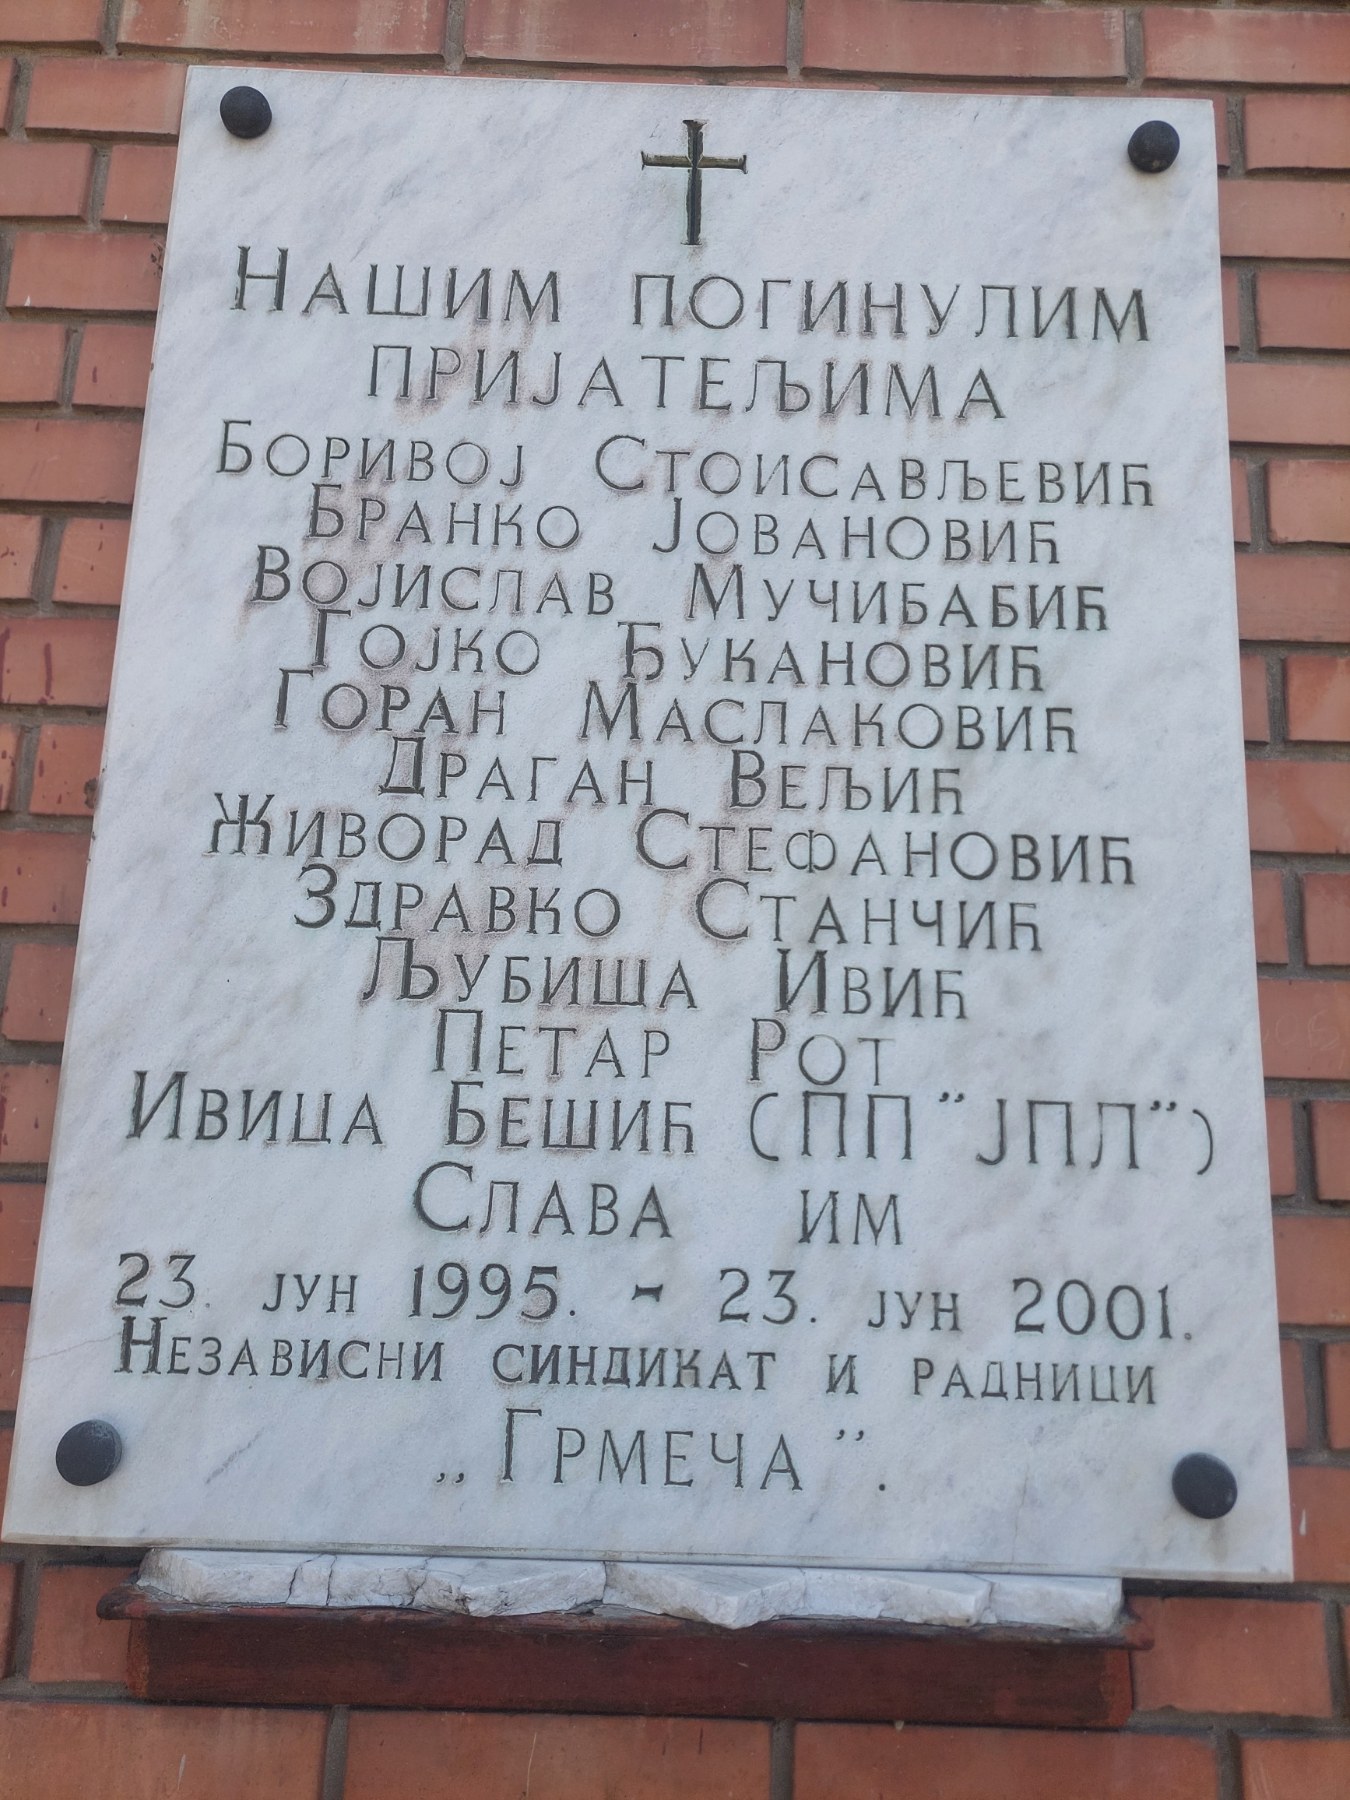 Нашим погинулим
пријатељима
Боривој Стоисављевић
Бранко Јовановић
Војислав Мучибабић
Гојко Ђукановић
Горан Маслаковић
Драган Вељић
Живорад Стефановић
Здравко Станчић
Љубиша Ивић
Петар Рот
Ивица Бешић (ПП "ЈПЛ")
Слава им
23. јун 1995. - 23. јун 2001.
Независни синдикат и радници
„Грмеча”.